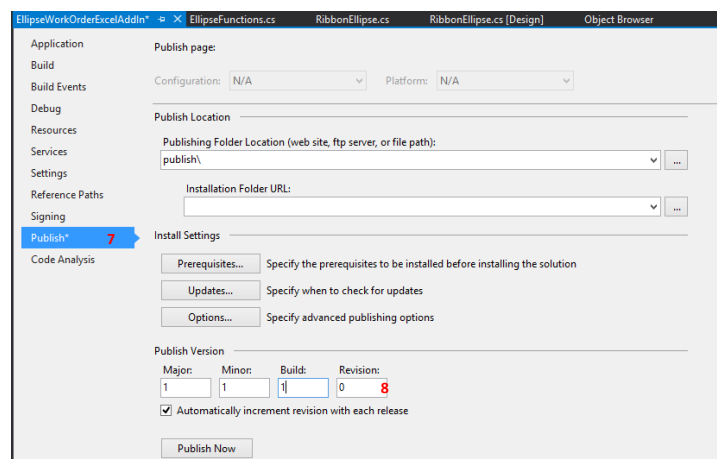 EllipseWorkOrderExcelAddIn* EllipseFunctions.cs RibbonEllipse.cs RibbonEllipse.cs [Design] Object Browser
Application
Build
Build Events
Debug
Resources
Services
Settings
Reference Paths
Signing
Publish* 7
Code Analysis
Publish page:
Configuration: N/A Platform: N/A
Publish Location
Publishing Folder Location (web site, ftp server, or file path):
publish\
...
Installation Folder URL:
...
Install Settings
Prerequisites... Specify the prerequisites to be installed before installing the solution
Updates... Specify when to check for updates
Options... Specify advanced publishing options
Publish Version
Major: Minor: Build: Revision:
1 1 1 0 8
Automatically increment revision with each release
Publish Now